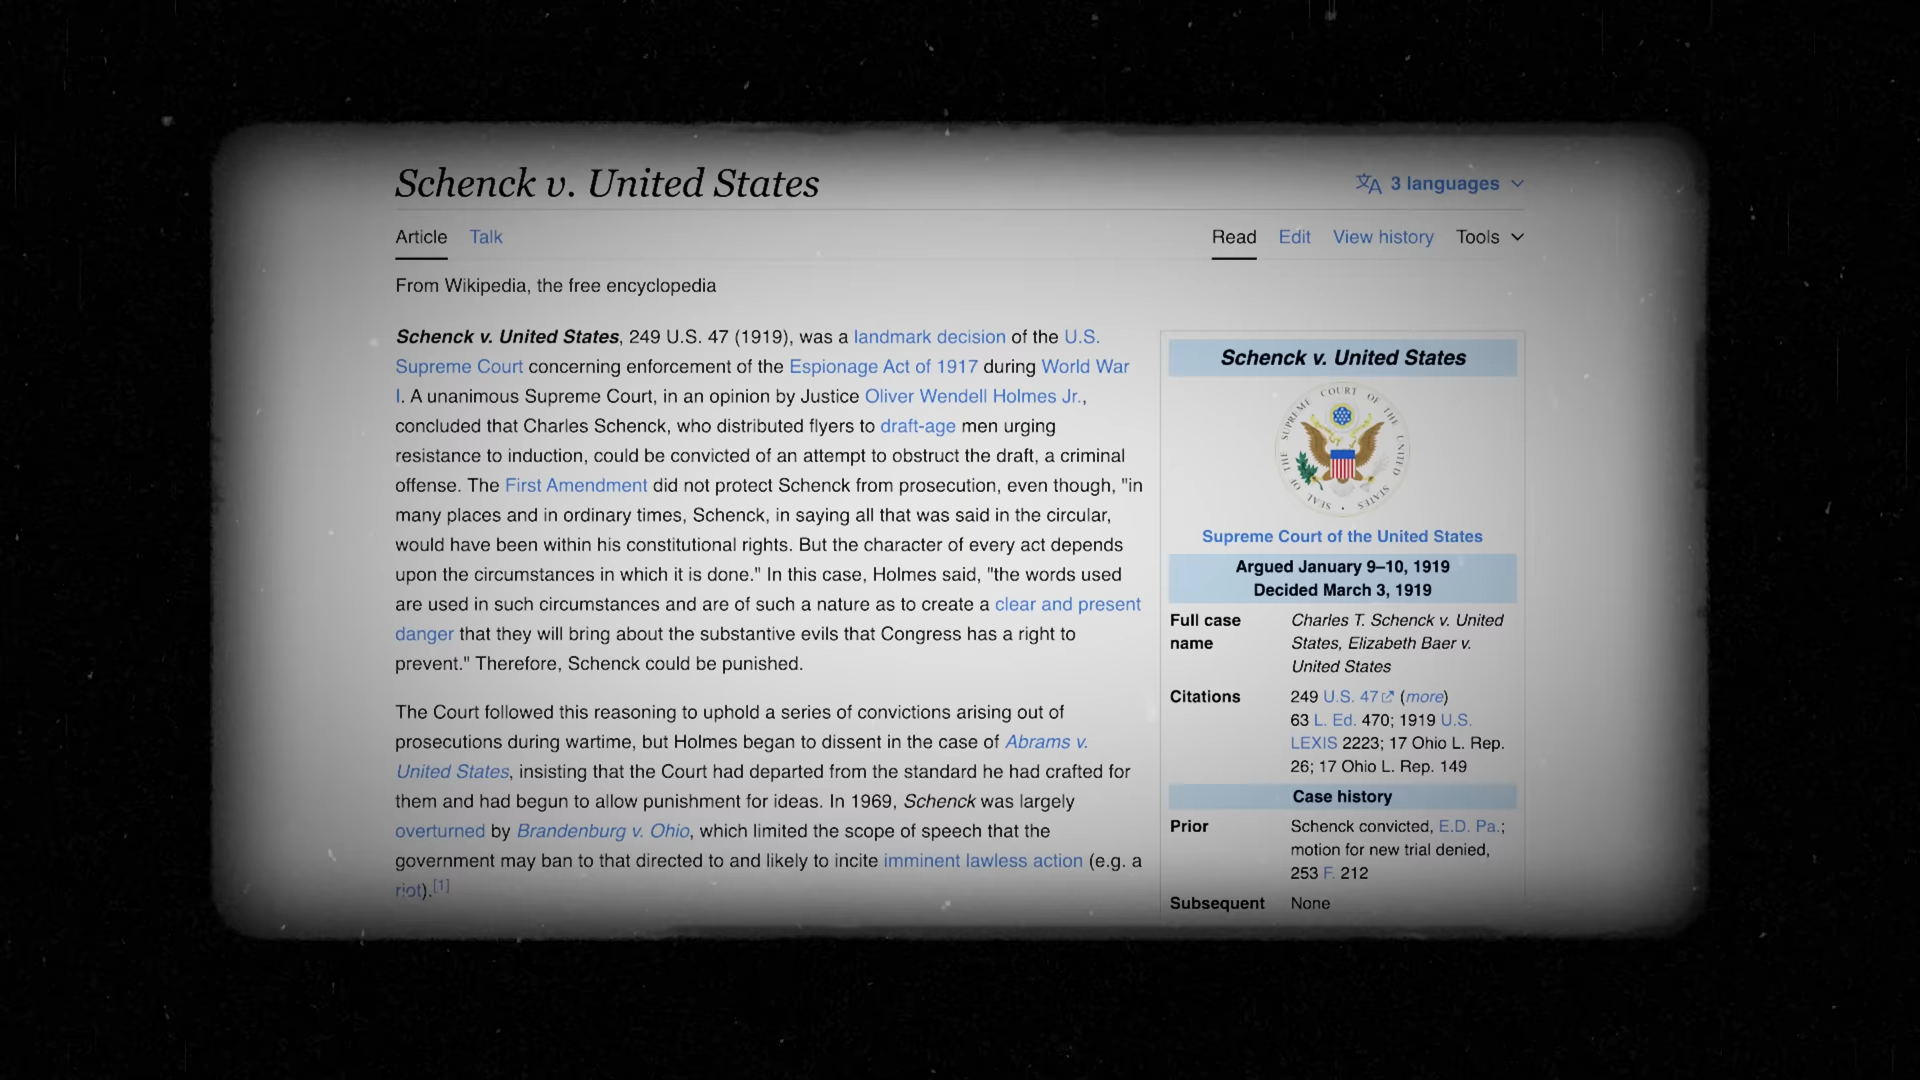 Schenck v. United States
3 languages
Article Talk
Read Edit View history Tools
From Wikipedia, the free encyclopedia
Schenck v. United States, 249 U.S. 47 (1919), was a landmark decision of the U.S.
Supreme Court concerning enforcement of the Espionage Act of 1917 during World War
I. A unanimous Supreme Court, in an opinion by Justice Oliver Wendell Holmes Jr.,
concluded that Charles Schenck, who distributed flyers to draft-age men urging
resistance to induction, could be convicted of an attempt to obstruct the draft, a criminal
offense. The First Amendment did not protect Schenck from prosecution, even though, "in
many places and in ordinary times, Schenck, in saying all that was said in the circular,
would have been within his constitutional rights. But the character of every act depends
upon the circumstances in which it is done." In this case, Holmes said, "the words used
are used in such circumstances and are of such a nature as to create a clear and present
danger that they will bring about the substantive evils that Congress has a right to
prevent." Therefore, Schenck could be punished.
The Court followed this reasoning to uphold a series of convictions arising out of
prosecutions during wartime, but Holmes began to dissent in the case of Abrams v.
United States, insisting that the Court had departed from the standard he had crafted for
them and had begun to allow punishment for ideas. In 1969, Schenck was largely
overturned by Brandenburg v. Ohio, which limited the scope of speech that the
government may ban to that directed to and likely to incite imminent lawless action (e.g. a
riot).[1]
Schenck v. United States
SEAL OF THE SUPREME COURT OF THE UNITED STATES
Supreme Court of the United States
Argued January 9–10, 1919
Decided March 3, 1919
Full case name Charles T. Schenck v. United
States, Elizabeth Baer v.
United States
Citations 249 U.S. 47 (more)
63 L. Ed. 470; 1919 U.S.
LEXIS 2223; 17 Ohio L. Rep.
26; 17 Ohio L. Rep. 149
Case history
Prior Schenck convicted, E.D. Pa.;
motion for new trial denied,
253 F. 212
Subsequent None